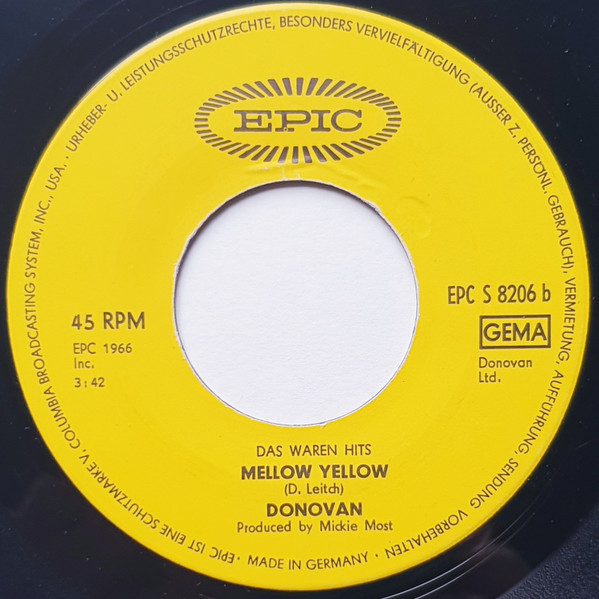 EPIC
45 RPM
EPC 1966
Inc.
3:42
EPC S 8206 b
GEMA
Donovan
Ltd.
DAS WAREN HITS
MELLOW YELLOW
(D. Leitch)
DONOVAN
Produced by Mickie Most
EPIC IST EINE SCHUTZMARKE V. COLUMBIA BROADCASTING SYSTEM, INC., USA. · URHEBER- U. LEISTUNGSSCHUTZRECHTE, BESONDERS VERVIELFÄLTIGUNG (AUSSER Z. PERSÖNL. GEBRAUCH), VERMIETUNG, AUFFÜHRUNG, SENDUNG VORBEHALTEN · MADE IN GERMANY ·